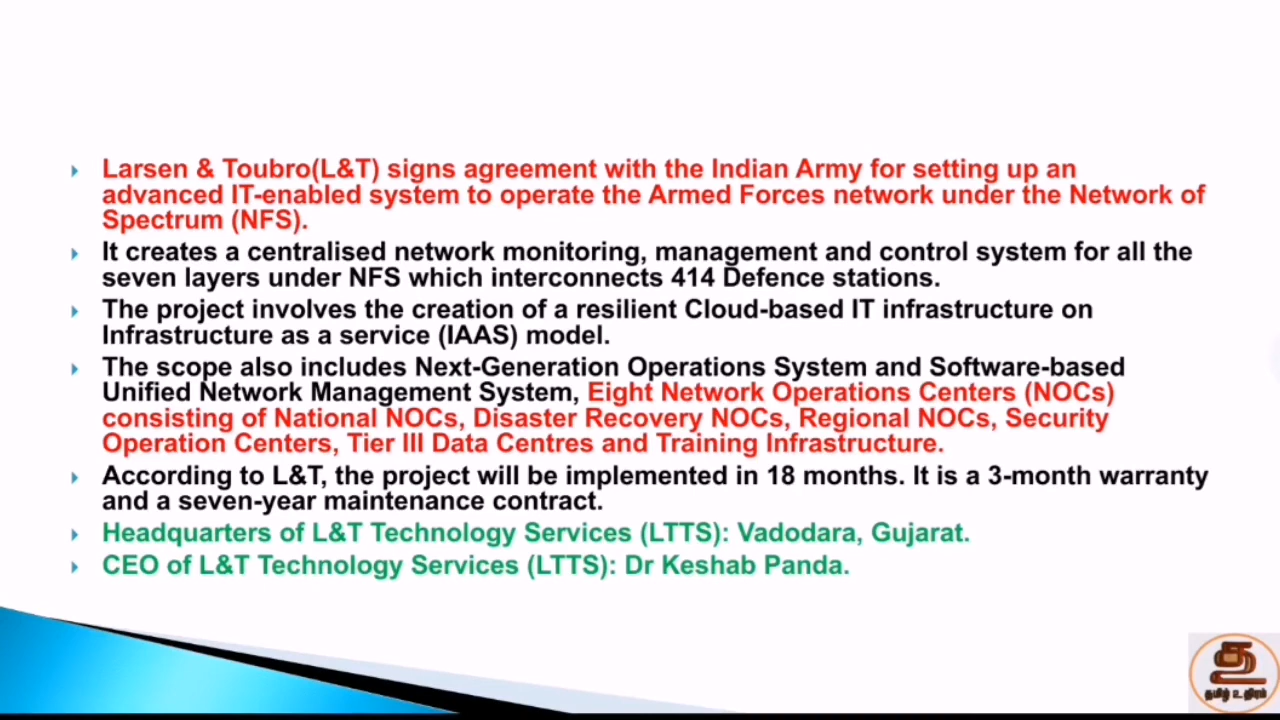 Larsen & Toubro(L&T) signs agreement with the Indian Army for setting up an
advanced IT-enabled system to operate the Armed Forces network under the Network of
Spectrum (NFS).
It creates a centralised network monitoring, management and control system for all the
seven layers under NFS which interconnects 414 Defence stations.
The project involves the creation of a resilient Cloud-based IT infrastructure on
Infrastructure as a service (IAAS) model.
The scope also includes Next-Generation Operations System and Software-based
Unified Network Management System, Eight Network Operations Centers (NOCs)
consisting of National NOCs, Disaster Recovery NOCs, Regional NOCs, Security
Operation Centers, Tier III Data Centres and Training Infrastructure.
According to L&T, the project will be implemented in 18 months. It is a 3-month warranty
and a seven-year maintenance contract.
Headquarters of L&T Technology Services (LTTS): Vadodara, Gujarat.
CEO of L&T Technology Services (LTTS): Dr Keshab Panda.
தமிழ் உதிரம்